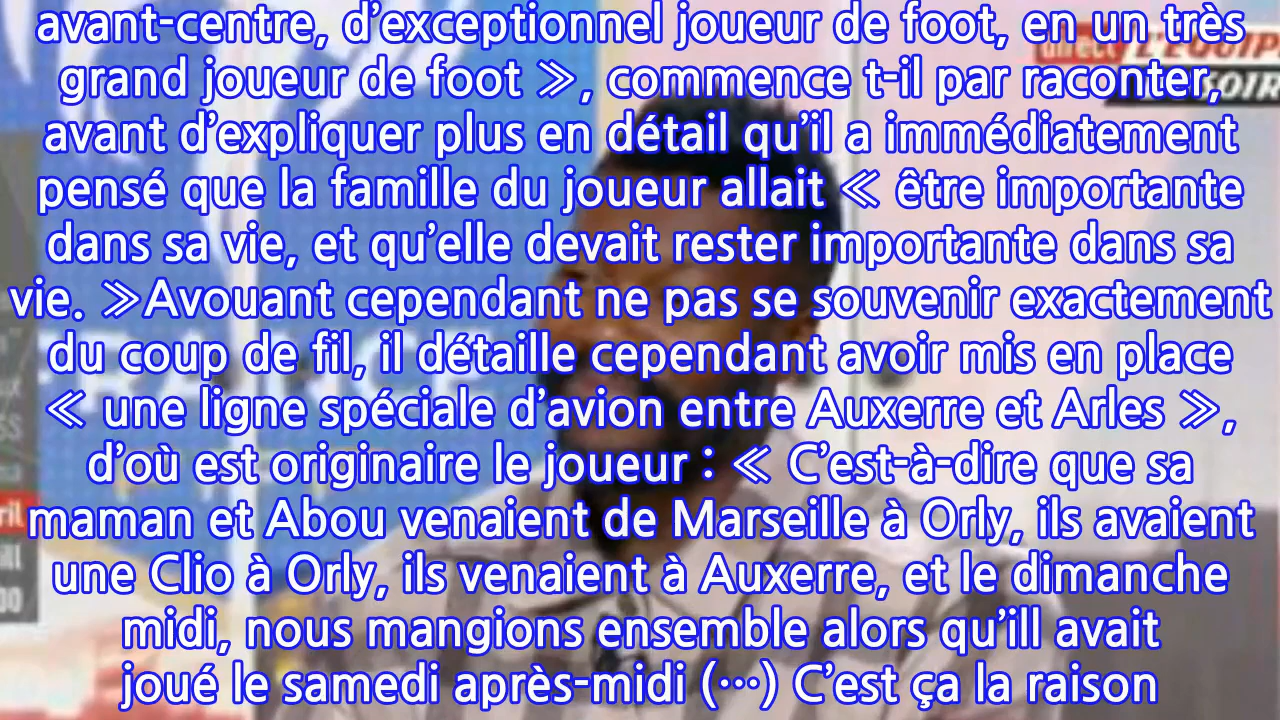 avant-centre, d’exceptionnel joueur de foot, en un très
grand joueur de foot ≫, commence t-il par raconter,
avant d’expliquer plus en détail qu’il a immédiatement
pensé que la famille du joueur allait ≪ être importante
dans sa vie, et qu’elle devait rester importante dans sa
vie. ≫Avouant cependant ne pas se souvenir exactement
du coup de fil, il détaille cependant avoir mis en place
≪ une ligne spéciale d’avion entre Auxerre et Arles ≫,
d’où est originaire le joueur : ≪ C’est-à-dire que sa
maman et Abou venaient de Marseille à Orly, ils avaient
une Clio à Orly, ils venaient à Auxerre, et le dimanche
midi, nous mangions ensemble alors qu’ill avait
joué le samedi après-midi (···) C’est ça la raison
direct